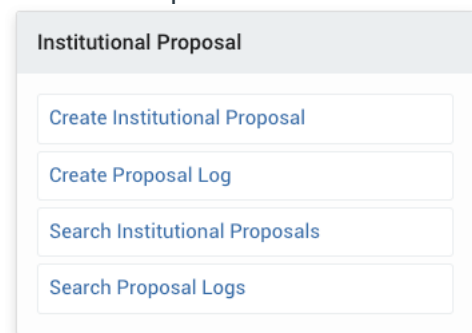 Institutional Proposal
Create Institutional Proposal
Create Proposal Log
Search Institutional Proposals
Search Proposal Logs